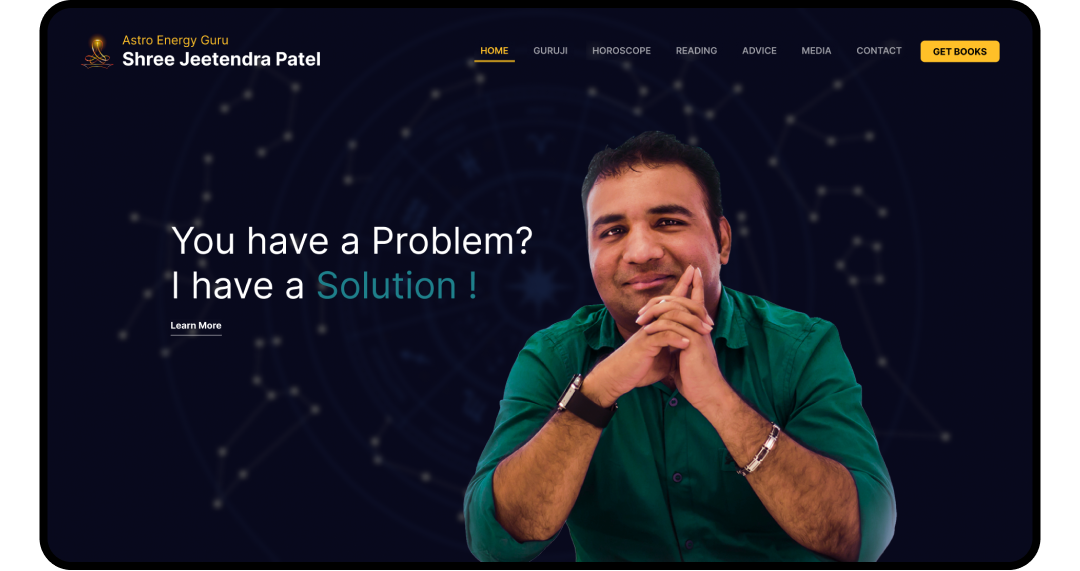 Astro Energy Guru
Shree Jeetendra Patel
HOME GURUJI HOROSCOPE READING ADVICE MEDIA CONTACT GET BOOKS
You have a Problem?
I have a Solution !
Learn More